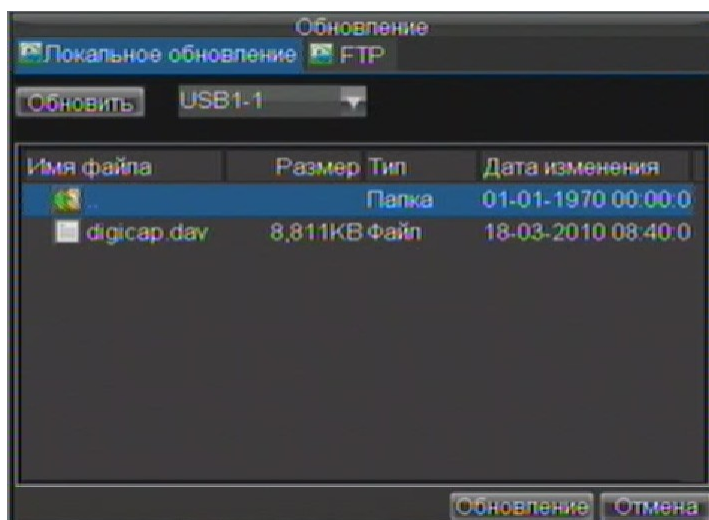 Обновление
Локальное обновление FTP
Обновить USB1-1
Имя файла Размер Тип Дата изменения
.. Папка 01-01-1970 00:00:0
digicap.dav 8,811KB Файл 18-03-2010 08:40:0
Обновление Отмена